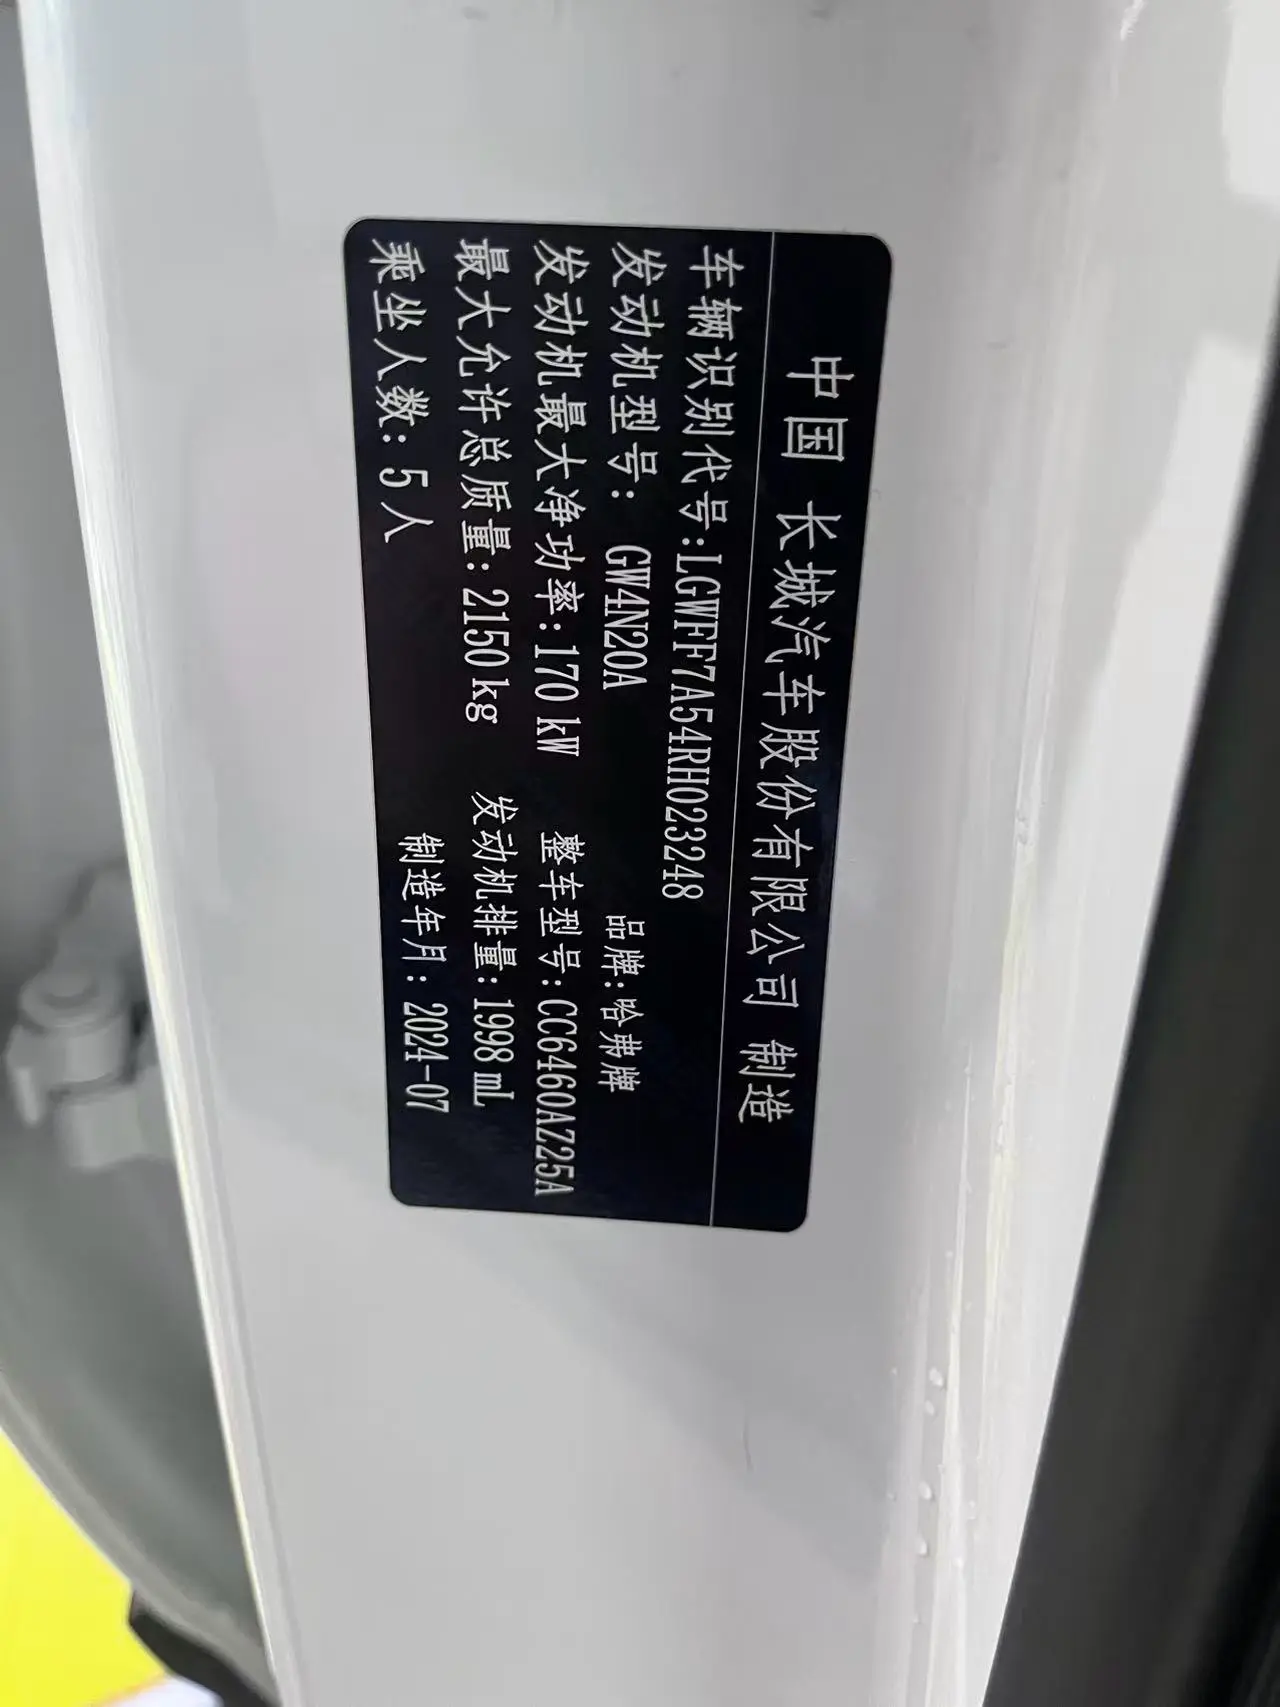 中国 长城汽车股份有限公司 制造
车辆识别代号:LGWFF7A54RH023248
发动机型号: GW4N20A 品牌:哈弗牌
发动机最大净功率:170 kW 整车型号:CC6460AZ25A
最大允许总质量:2150 kg 发动机排量:1998 mL
乘坐人数:5人 制造年月:2024-07